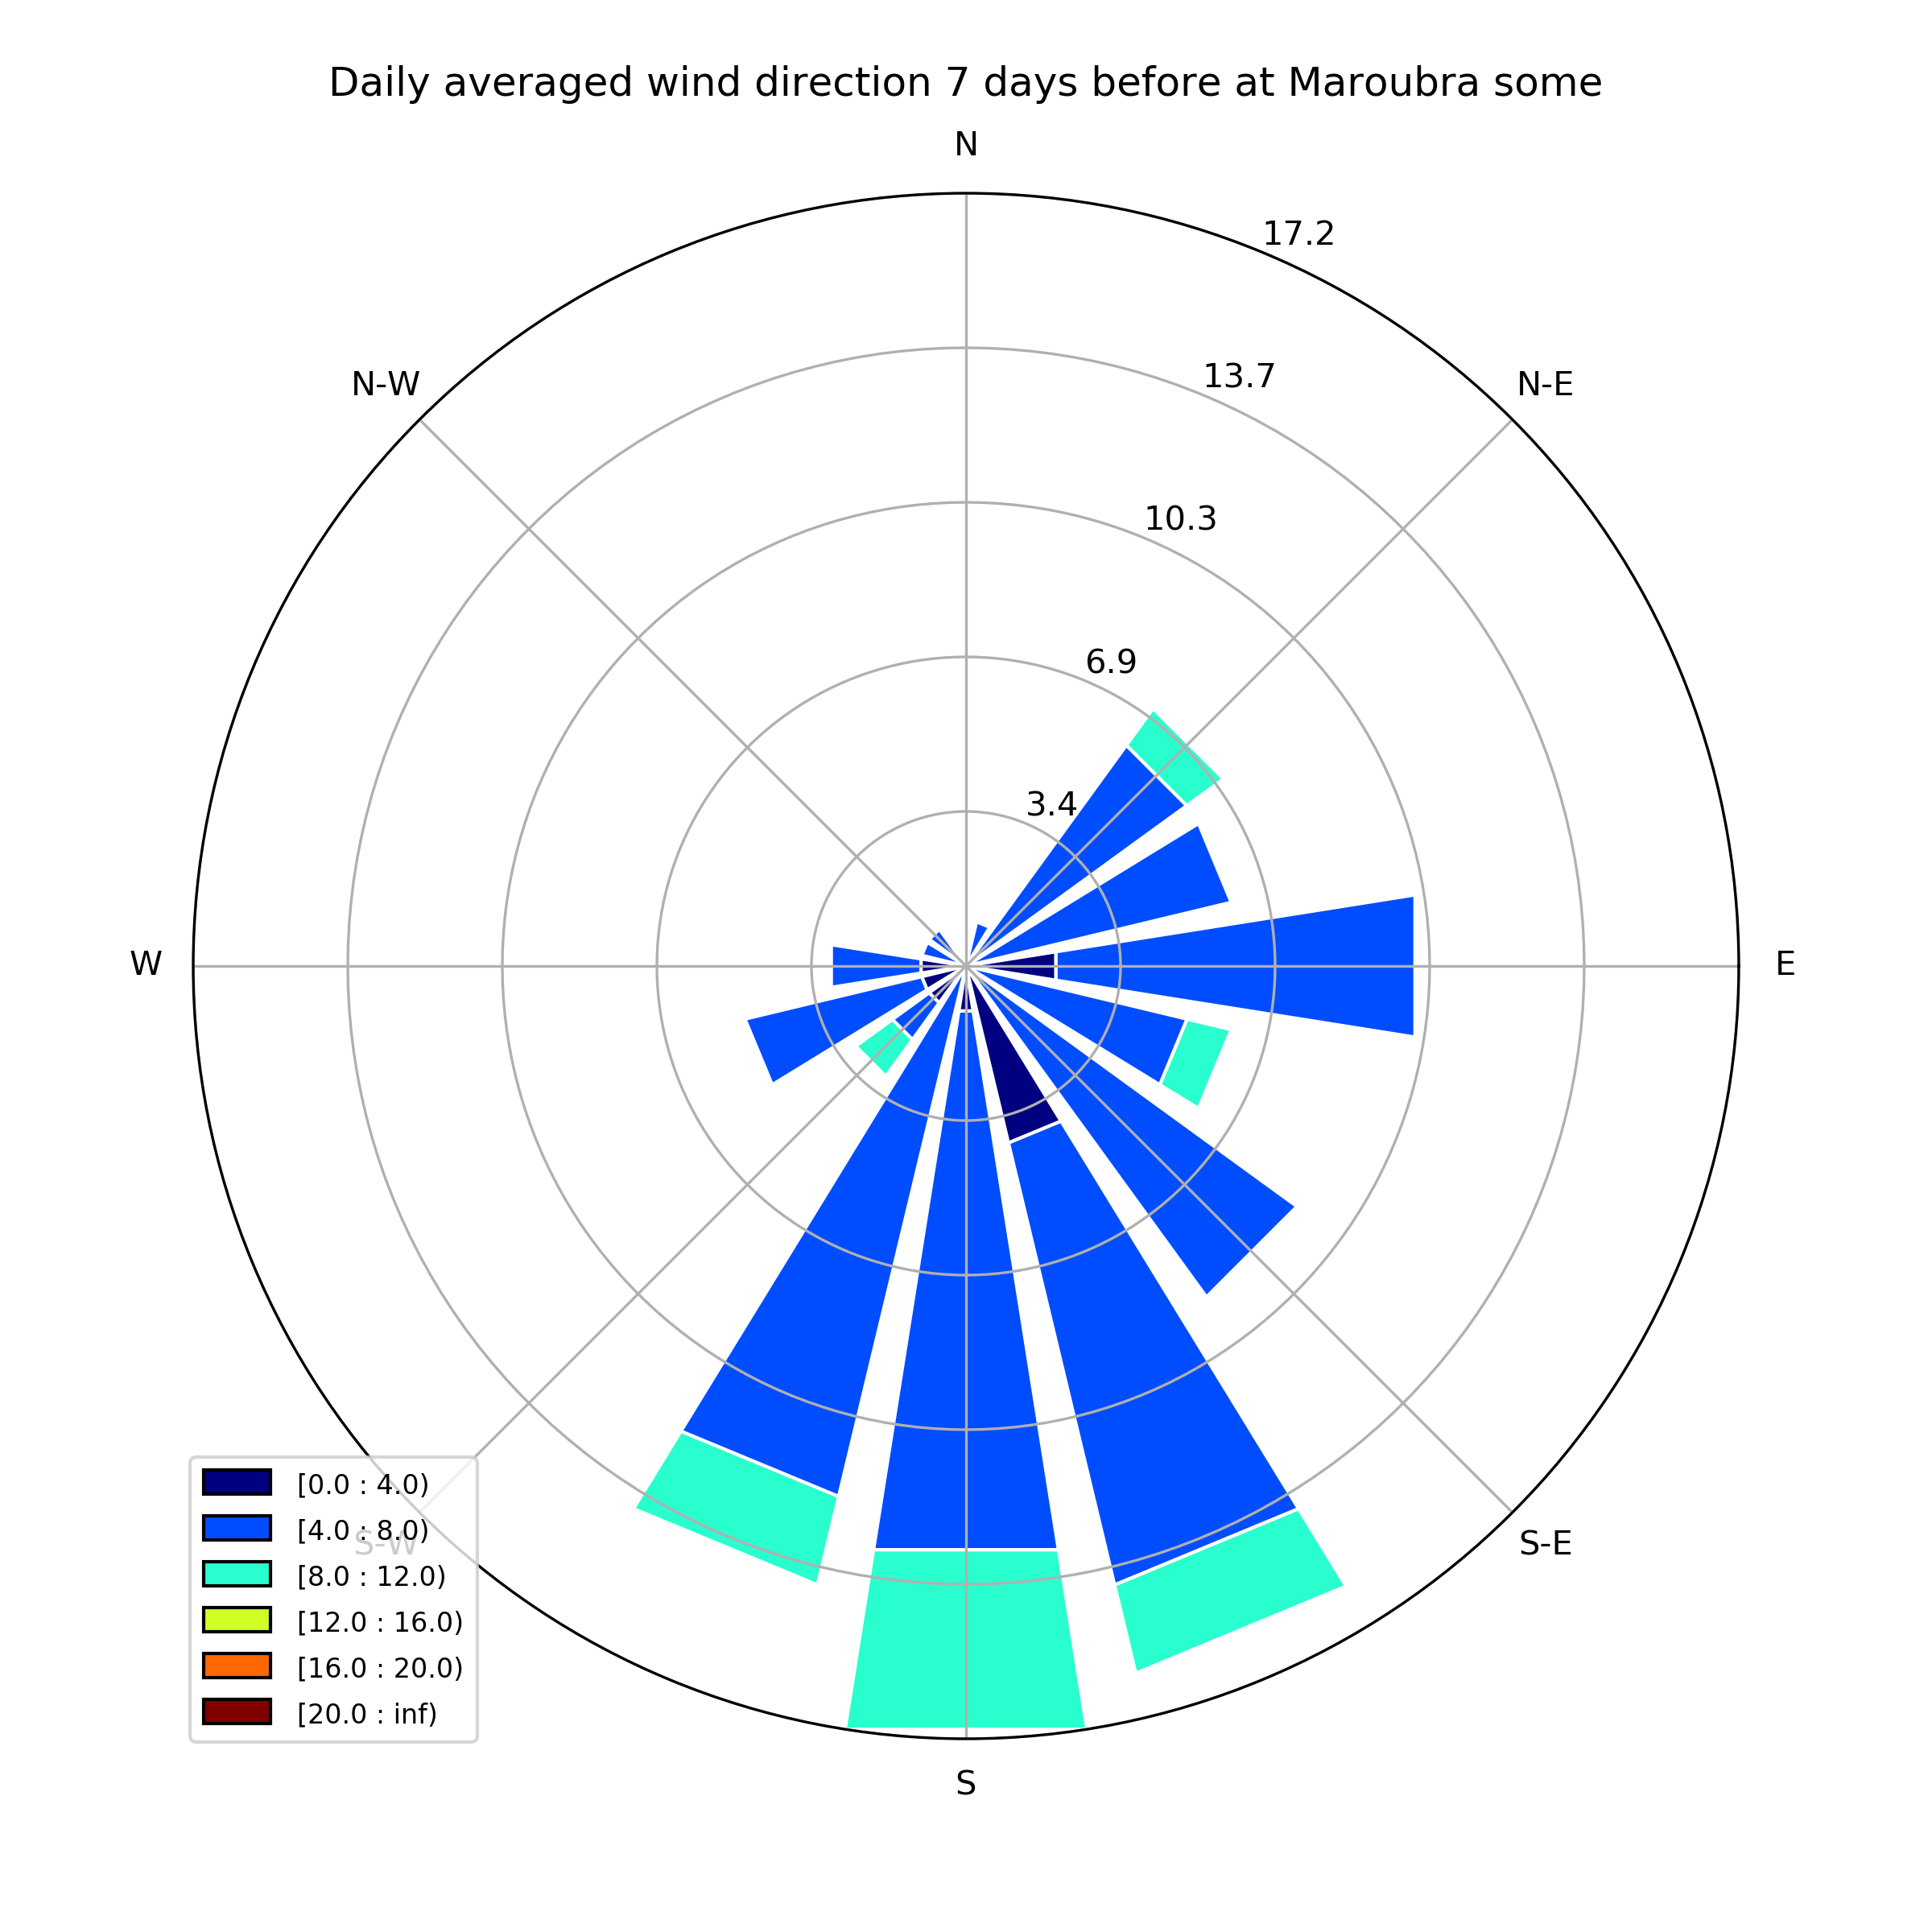 Daily averaged wind direction 7 days before at Maroubra some
N
17.2
13.7
N-W
N-E
10.3
6.9
3.4
W
E
[0.0 : 4.0)
[4.0 : 8.0)
S-W
S-E
[8.0 : 12.0)
[12.0 : 16.0)
[16.0 : 20.0)
[20.0 : inf)
S